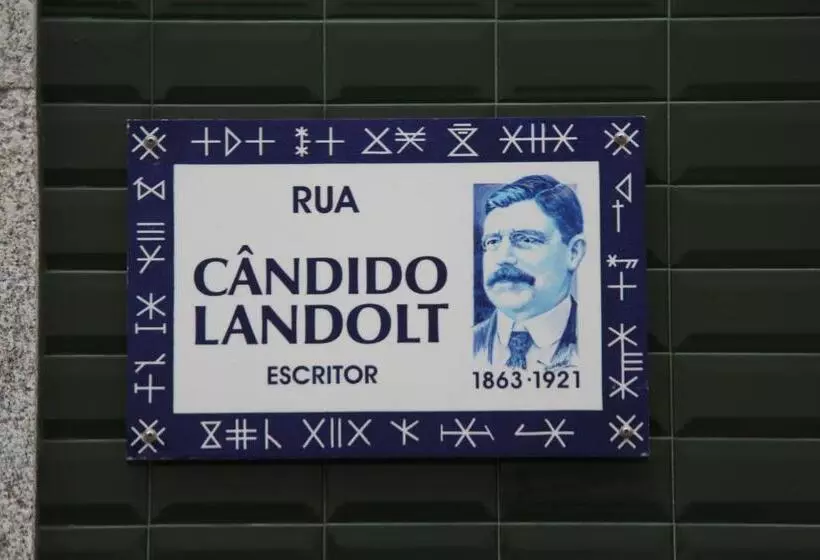 RUA
CÂNDIDO
LANDOLT
ESCRITOR
1863·1921